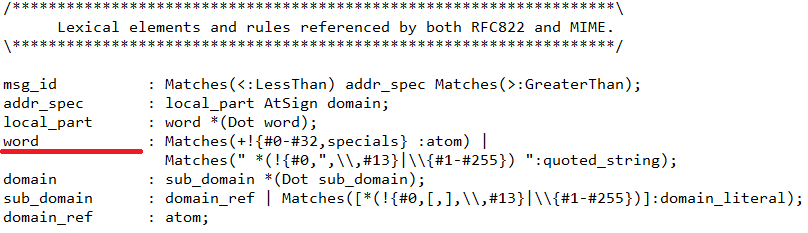 /*******************************************************************\
Lexical elements and rules referenced by both RFC822 and MIME.
\*******************************************************************/
msg_id : Matches(<:LessThan) addr_spec Matches(>:GreaterThan);
addr_spec : local_part AtSign domain;
local_part : word *(Dot word);
word : Matches(+!{#0-#32,specials} :atom) |
Matches(" *(!{#0,",\\,#13}|\\{#1-#255}) ":quoted_string);
domain : sub_domain *(Dot sub_domain);
sub_domain : domain_ref | Matches([*(!{#0,[,],\\,#13}|\\{#1-#255})]:domain_literal);
domain_ref : atom;